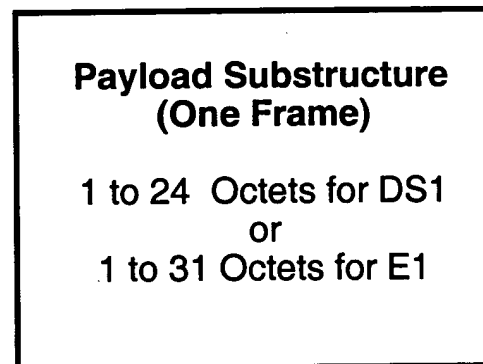 Payload Substructure
(One Frame)
1 to 24 Octets for DS1
or
1 to 31 Octets for E1